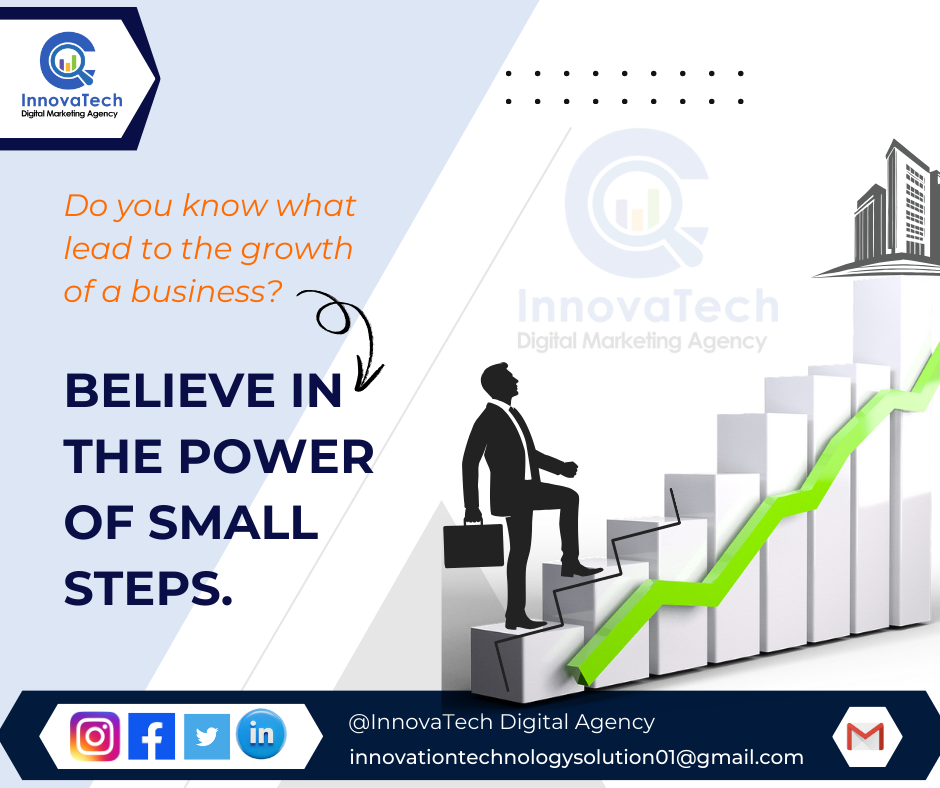 InnovaTech
Digital Marketing Agency
Do you know what
lead to the growth
of a business?
BELIEVE IN
THE POWER
OF SMALL
STEPS.
InnovaTech
Digital Marketing Agency
in
@InnovaTech Digital Agency
innovationtechnologysolution01@gmail.com